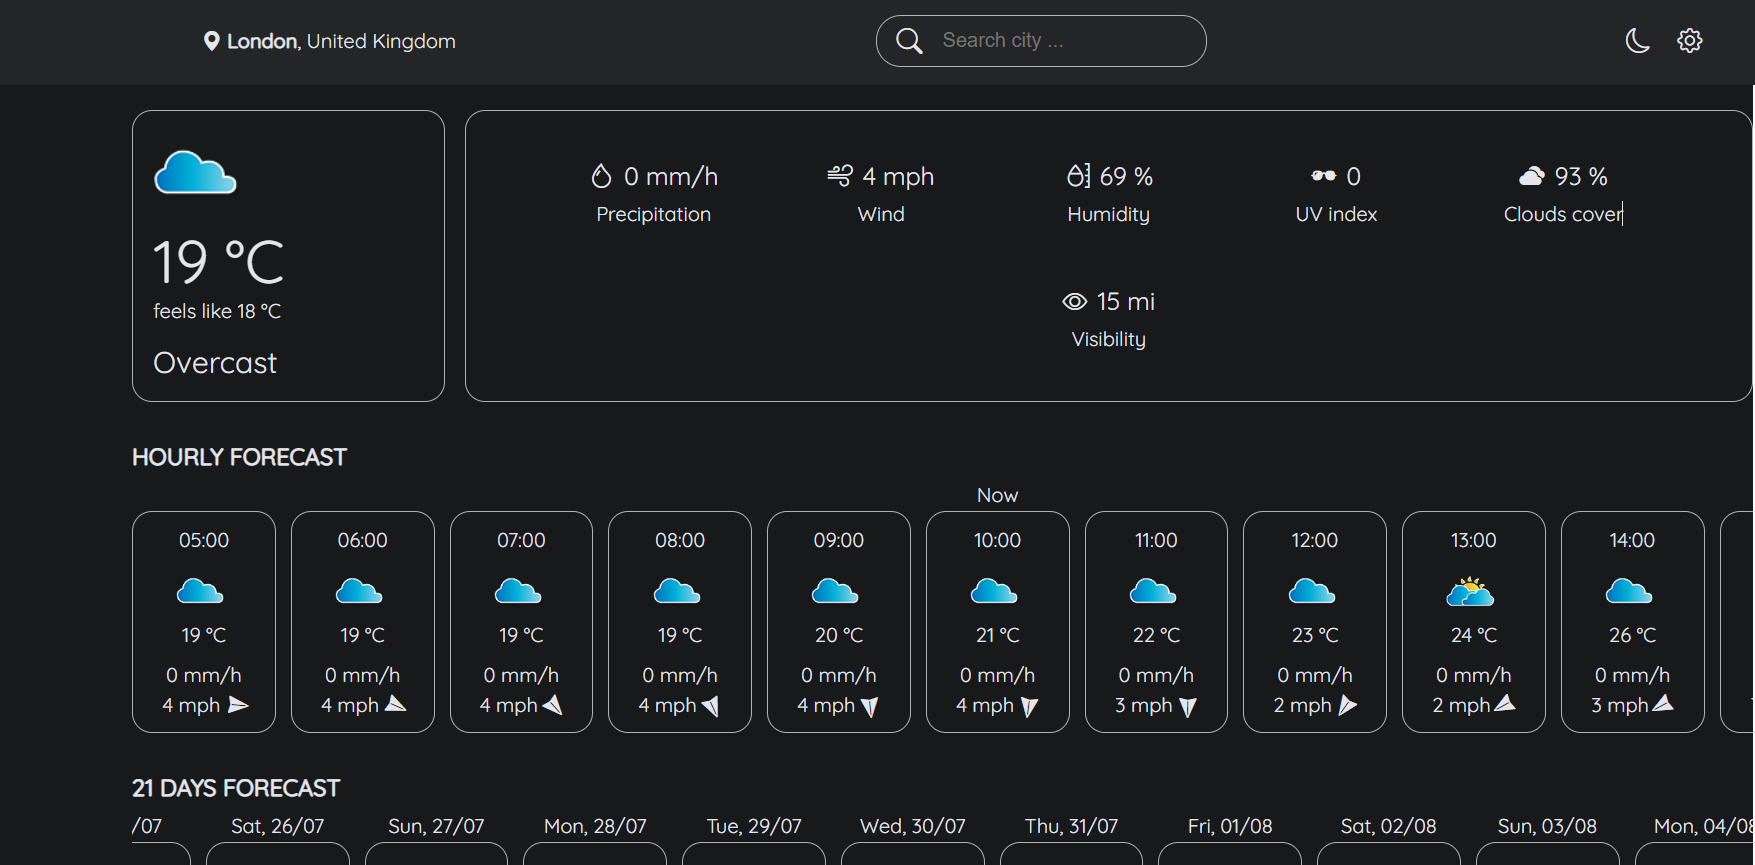 London, United Kingdom
Search city ...
19 °C
feels like 18 °C
Overcast
0 mm/h 4 mph 69 % 0 93 %
Precipitation Wind Humidity UV index Clouds cover
15 mi
Visibility
HOURLY FORECAST
Now
05:00 06:00 07:00 08:00 09:00 10:00 11:00 12:00 13:00 14:00
19 °C 19 °C 19 °C 19 °C 20 °C 21 °C 22 °C 23 °C 24 °C 26 °C
0 mm/h 0 mm/h 0 mm/h 0 mm/h 0 mm/h 0 mm/h 0 mm/h 0 mm/h 0 mm/h 0 mm/h
4 mph 4 mph 4 mph 4 mph 4 mph 4 mph 3 mph 2 mph 2 mph 3 mph
21 DAYS FORECAST
/07 Sat, 26/07 Sun, 27/07 Mon, 28/07 Tue, 29/07 Wed, 30/07 Thu, 31/07 Fri, 01/08 Sat, 02/08 Sun, 03/08 Mon, 04/08